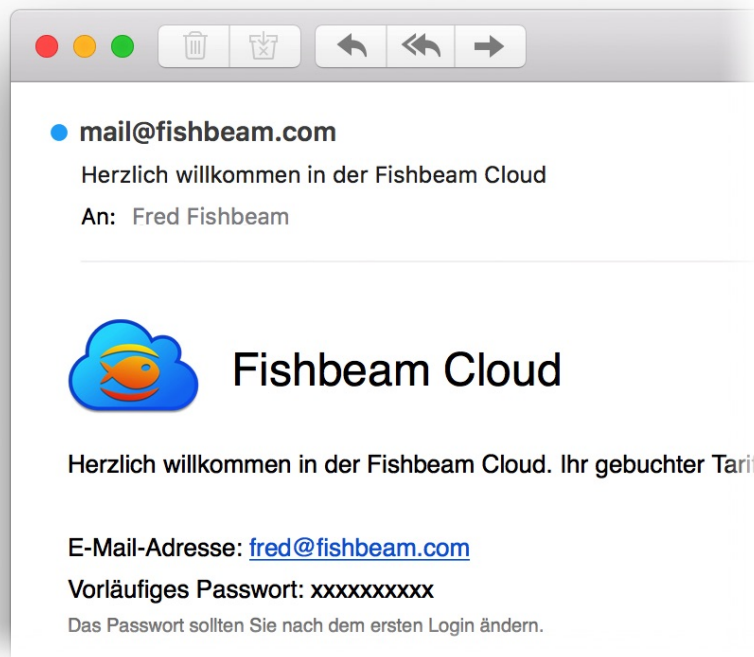 mail@fishbeam.com
Herzlich willkommen in der Fishbeam Cloud
An: Fred Fishbeam
Fishbeam Cloud
Herzlich willkommen in der Fishbeam Cloud. Ihr gebuchter Tarif
E-Mail-Adresse: fred@fishbeam.com
Vorläufiges Passwort: xxxxxxxxxx
Das Passwort sollten Sie nach dem ersten Login ändern.